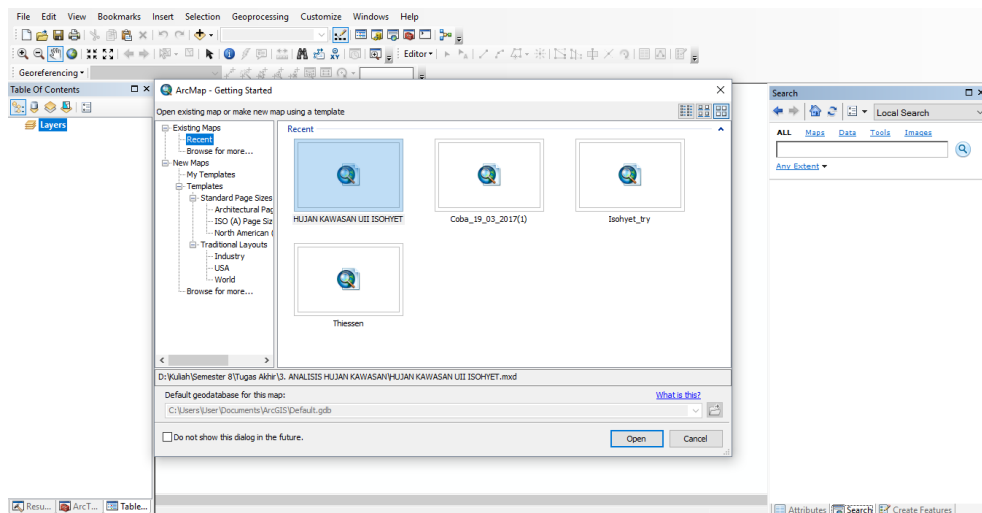 File Edit View Bookmarks Insert Selection Geoprocessing Customize Windows Help
Editor
Georeferencing
Table Of Contents
Layers
ArcMap - Getting Started
Open existing map or make new map using a template
Existing Maps
Recent
Browse for more...
New Maps
My Templates
Templates
Standard Page Sizes
Architectural Pag
ISO (A) Page Siz
North American (
Traditional Layouts
Industry
USA
World
Browse for more...
Recent
HUJAN KAWASAN UII ISOHYET
Coba_19_03_2017(1)
Isohyet_try
Thiessen
D:\Kuliah\Semester 8\Tugas Akhir\3. ANALISIS HUJAN KAWASAN\HUJAN KAWASAN UII ISOHYET.mxd
Default geodatabase for this map:
What is this?
C:\Users\User\Documents\ArcGIS\Default.gdb
Do not show this dialog in the future.
Open
Cancel
Search
Local Search
ALL Maps Data Tools Images
Any Extent
Resu... ArcT... Table...
Attributes Search Create Features